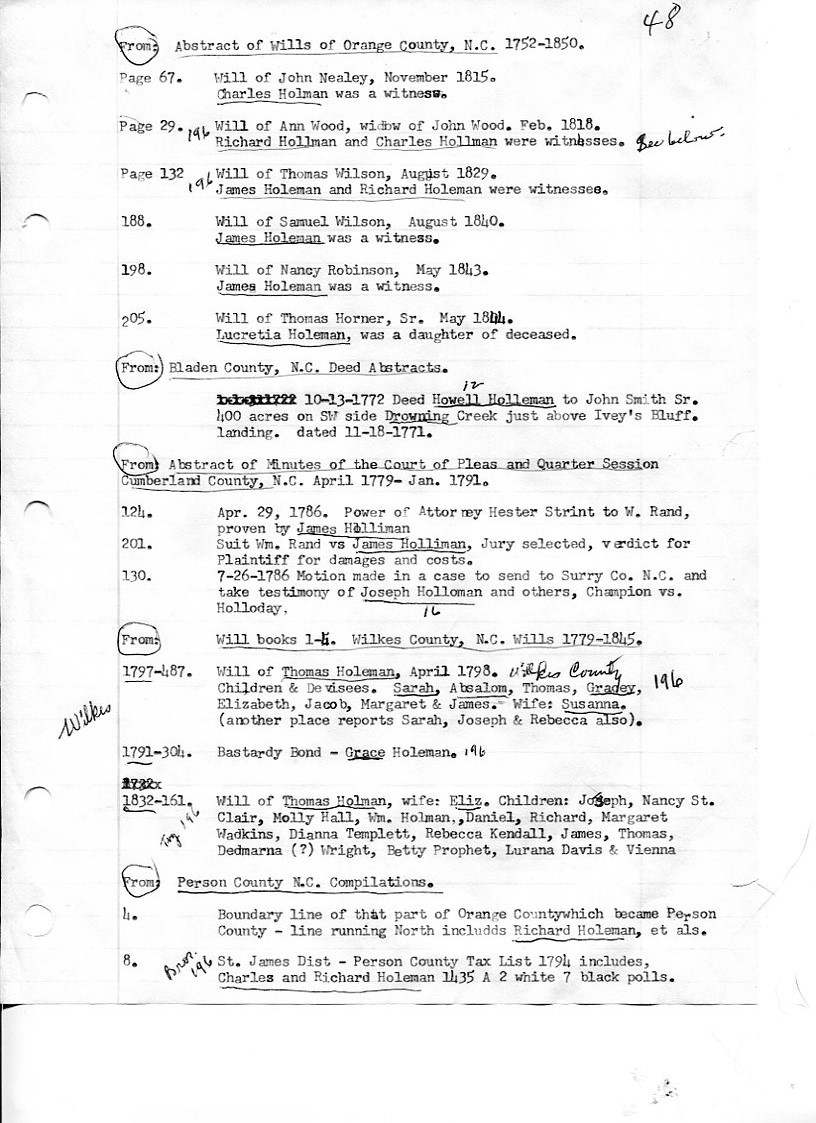 48
From: Abstract of Wills of Orange County, N.C. 1752-1850.
Page 67. Will of John Nealey, November 1815.
Charles Holman was a witness.
Page 29. 196 Will of Ann Wood, widow of John Wood. Feb. 1818.
Richard Hollman and Charles Hollman were witnesses. See below.
Page 132 196 Will of Thomas Wilson, August 1829.
James Holeman and Richard Holeman were witnesses.
188. Will of Samuel Wilson, August 1840.
James Holeman was a witness.
198. Will of Nancy Robinson, May 1843.
James Holeman was a witness.
205. Will of Thomas Horner, Sr. May 1844.
Lucretia Holeman, was a daughter of deceased.
From: Bladen County, N.C. Deed Abstracts.
12
10-13-1772 Deed Howell Holleman to John Smith Sr.
400 acres on SW side Drowning Creek just above Ivey's Bluff.
landing. dated 11-18-1771.
From: Abstract of Minutes of the Court of Pleas and Quarter Session
Cumberland County, N.C. April 1779- Jan. 1791.
124. Apr. 29, 1786. Power of Attorney Hester Strint to W. Rand,
proven by James Holliman
201. Suit Wm. Rand vs James Holliman, Jury selected, verdict for
Plaintiff for damages and costs.
130. 7-26-1786 Motion made in a case to send to Surry Co. N.C. and
take testimony of Joseph Holloman and others, Champion vs.
Holloday. 16
From: Will books 1-4. Wilkes County, N.C. Wills 1779-1845.
1797-487. Will of Thomas Holeman, April 1798. Wilkes County
Children & Devisees. Sarah, Absalom, Thomas, Gradey, 196
Elizabeth, Jacob, Margaret & James.- Wife: Susanna.
Wilkes
(another place reports Sarah, Joseph & Rebecca also).
1791-304. Bastardy Bond - Grace Holeman. 196
1732x
1832-161. Will of Thomas Holman, wife: Eliz. Children: Joseph, Nancy St.
196 Clair, Molly Hall, Wm. Holman,,Daniel, Richard, Margaret
Wadkins, Dianna Templett, Rebecca Kendall, James, Thomas,
Dedmarna (?) Wright, Betty Prophet, Lurana Davis & Vienna
From: Person County N.C. Compilations.
4. Boundary line of that part of Orange Countywhich became Person
County - line running North includds Richard Holeman, et als.
8. 196 St. James Dist - Person County Tax List 1794 includes,
Charles and Richard Holeman 1435 A 2 white 7 black polls.